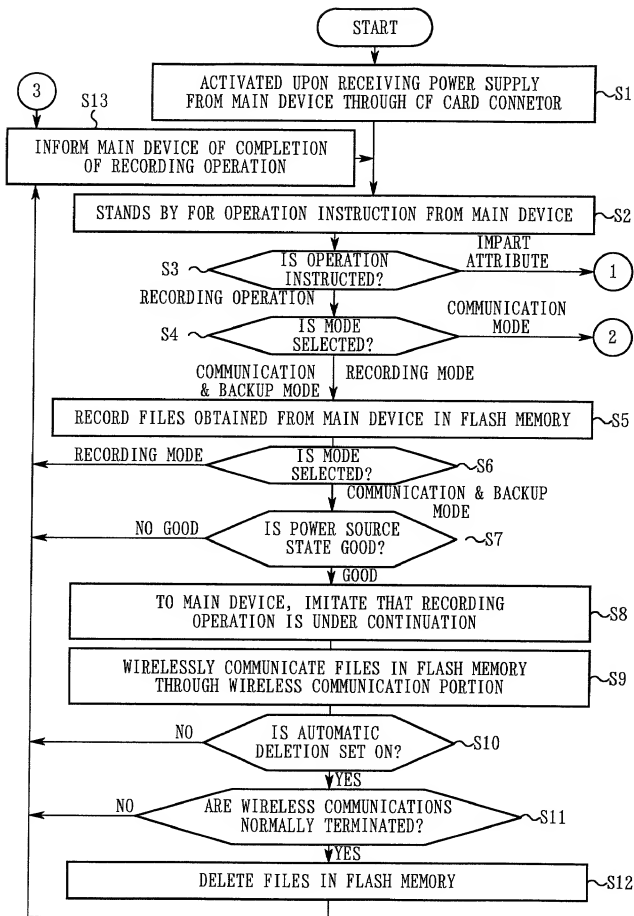 START
ACTIVATED UPON RECEIVING POWER SUPPLY
FROM MAIN DEVICE THROUGH CF CARD CONNETOR
S1
3
S13
INFORM MAIN DEVICE OF COMPLETION
OF RECORDING OPERATION
STANDS BY FOR OPERATION INSTRUCTION FROM MAIN DEVICE
S2
S3
IS OPERATION
INSTRUCTED?
IMPART
ATTRIBUTE
1
RECORDING OPERATION
S4
IS MODE
SELECTED?
COMMUNICATION
MODE
2
COMMUNICATION
& BACKUP MODE
RECORDING MODE
RECORD FILES OBTAINED FROM MAIN DEVICE IN FLASH MEMORY
S5
RECORDING MODE
IS MODE
SELECTED?
S6
COMMUNICATION & BACKUP
MODE
NO GOOD
IS POWER SOURCE
STATE GOOD?
S7
GOOD
TO MAIN DEVICE, IMITATE THAT RECORDING
OPERATION IS UNDER CONTINUATION
S8
WIRELESSLY COMMUNICATE FILES IN FLASH MEMORY
THROUGH WIRELESS COMMUNICATION PORTION
S9
NO
IS AUTOMATIC
DELETION SET ON?
S10
YES
NO
ARE WIRELESS COMMUNICATIONS
NORMALLY TERMINATED?
S11
YES
DELETE FILES IN FLASH MEMORY
S12